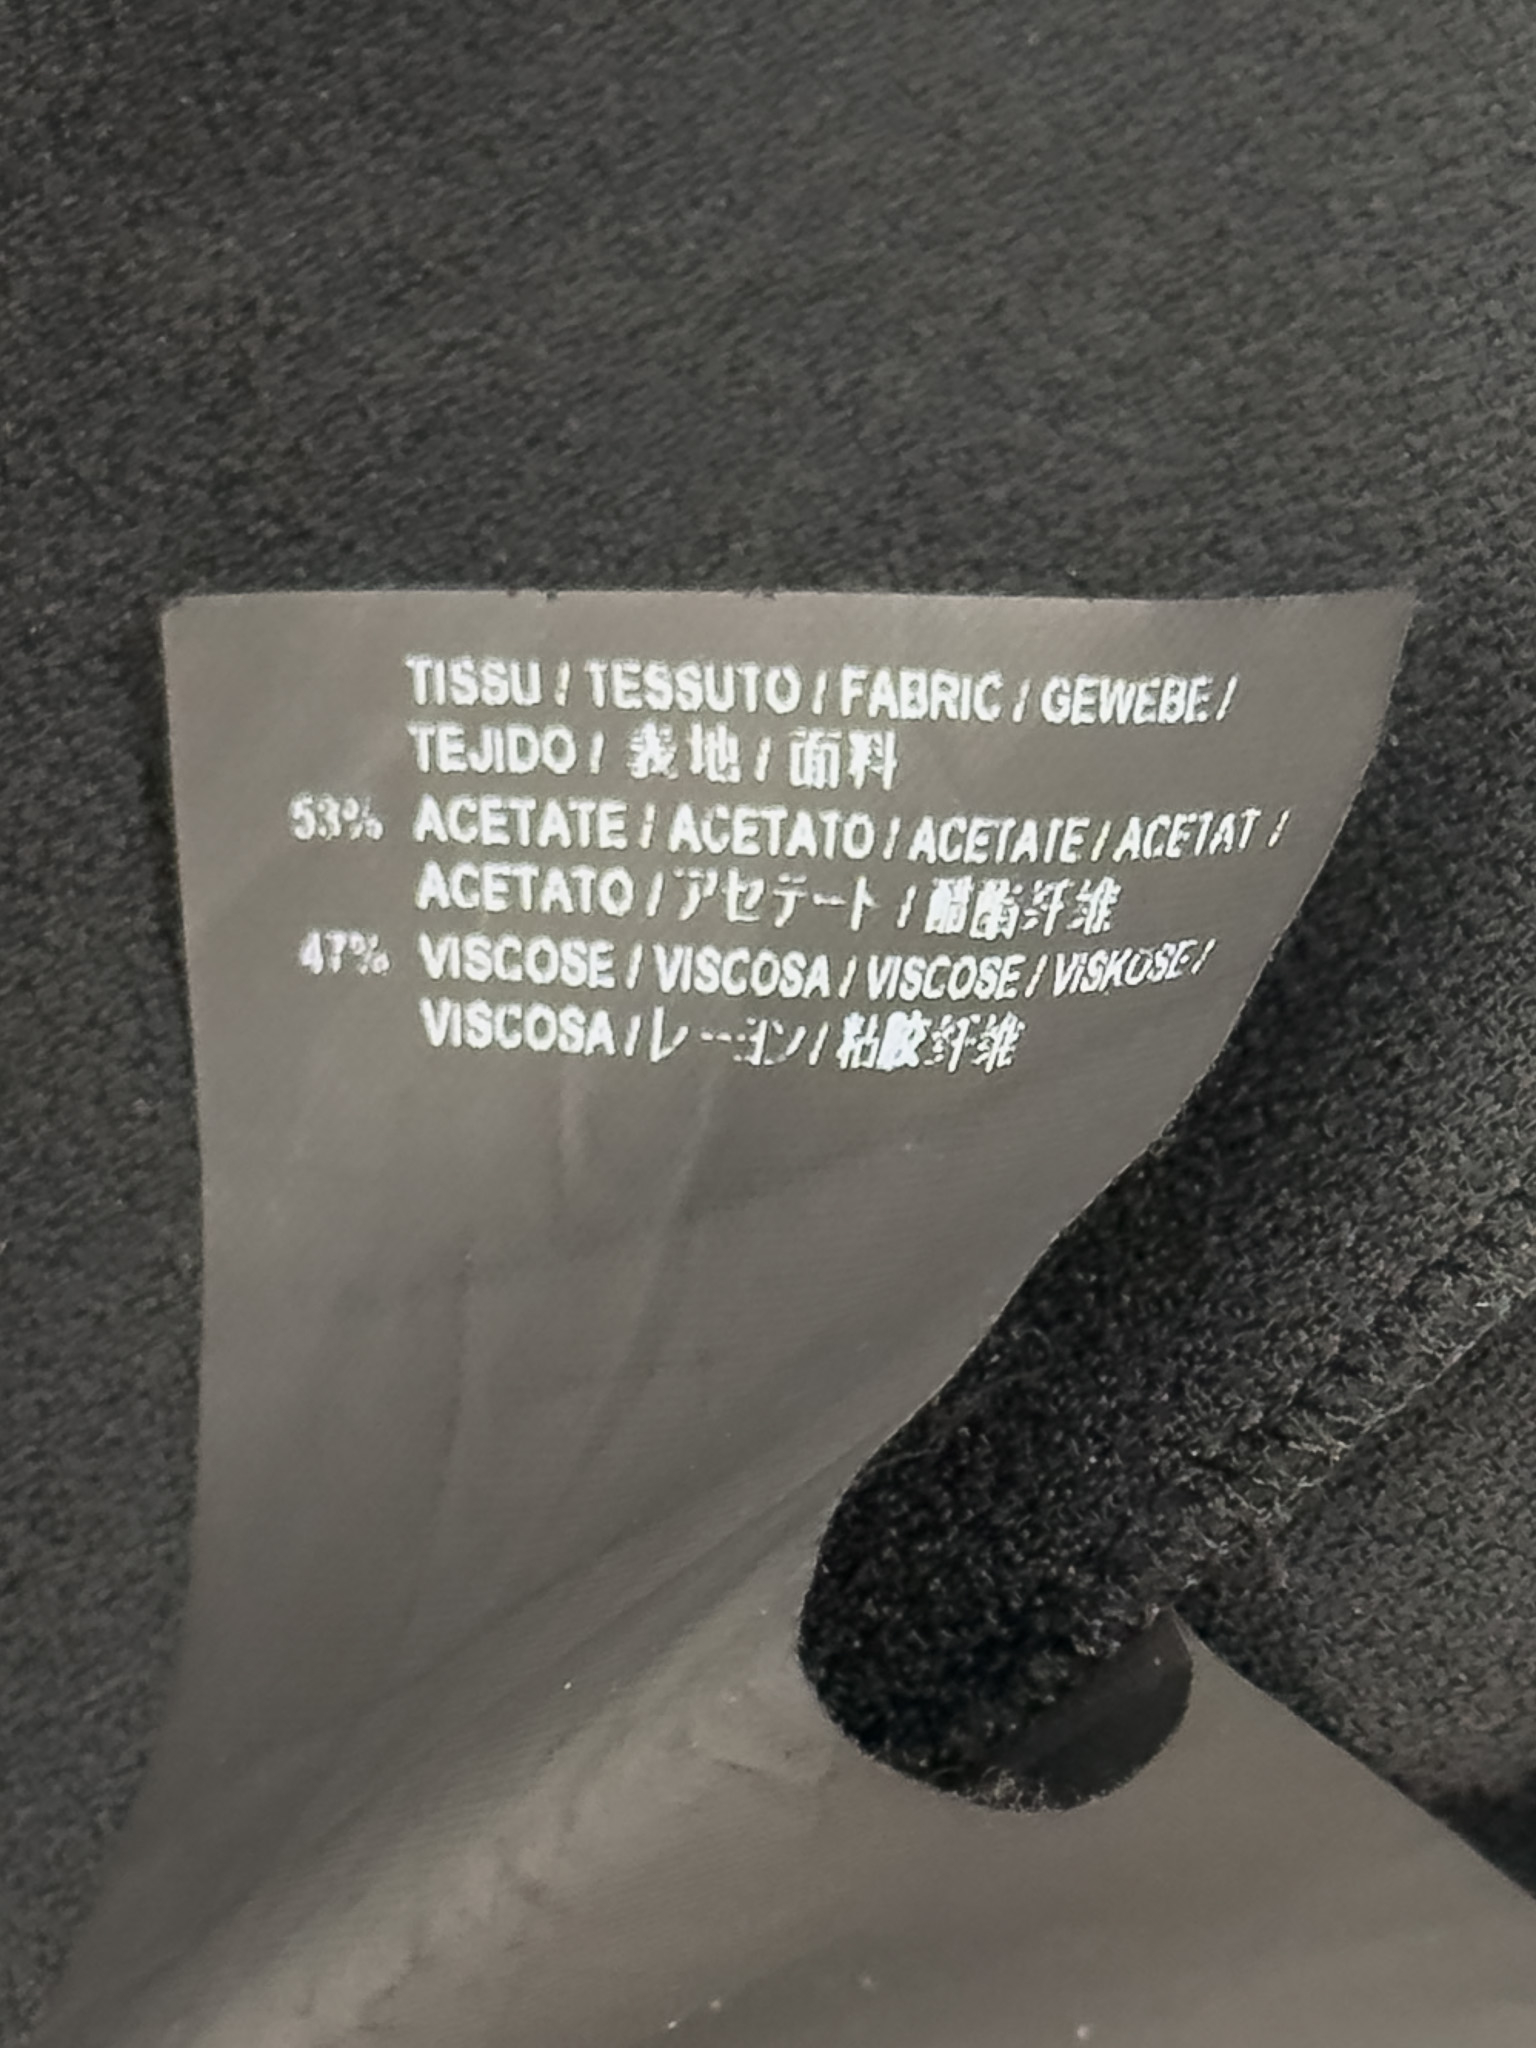 TISSU / TESSUTO / FABRIC / GEWEBE /
TEJIDO / 表地 / 面料
53% ACETATE / ACETATO / ACETATE / ACETAT /
ACETATO / アセテート / 醋酯纤维
47% VISCOSE / VISCOSA / VISCOSE / VISKOSE /
VISCOSA / レーヨン / 粘胶纤维